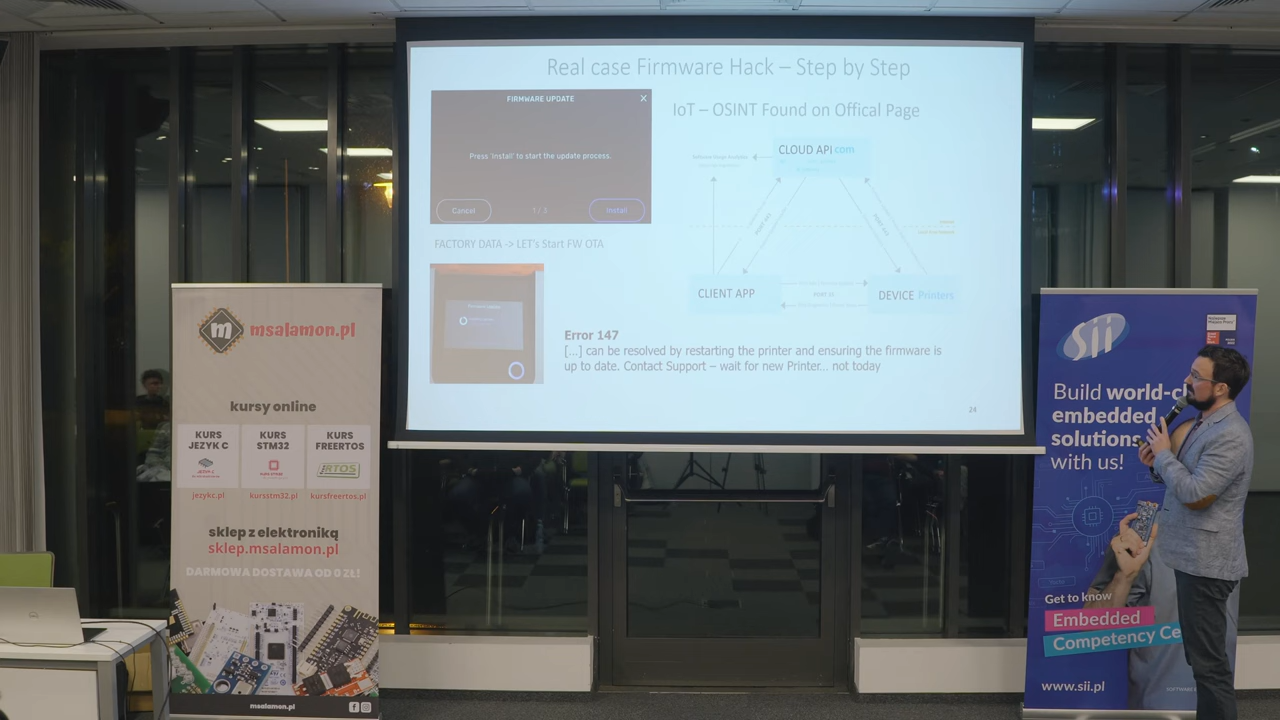 Real case Firmware Hack – Step by Step
FIRMWARE UPDATE
X
Press 'Install' to start the update process.
Cancel
1 / 3
Install
FACTORY DATA -> LET's Start FW OTA
IoT – OSINT Found on Offical Page
CLOUD API com
CLIENT APP
DEVICE Printers
Error 147
[...] can be resolved by restarting the printer and ensuring the firmware is
up to date. Contact Support – wait for new Printer... not today
24
m
msalamon.pl
kursy online
KURS
JEZYK C
KURS
STM32
KURS
FREERTOS
RTOS
jezykc.pl
kursstm32.pl
kursfreertos.pl
sklep z elektroniką
sklep.msalamon.pl
DARMOWA DOSTAWA OD 0 ZŁ!
msalamon.pl
sii
Build world-cl
embedded
solutions
with us!
Get to know
Embedded
Competency Ce
www.sii.pl